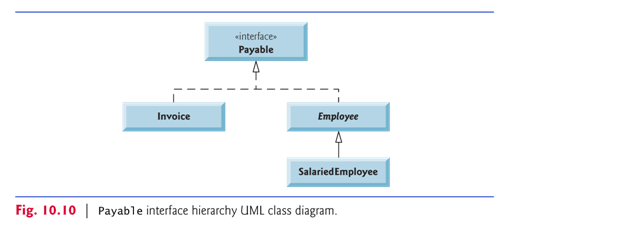 «interface»
Payable
Invoice
Employee
SalariedEmployee
Fig. 10.10 | Payable interface hierarchy UML class diagram.